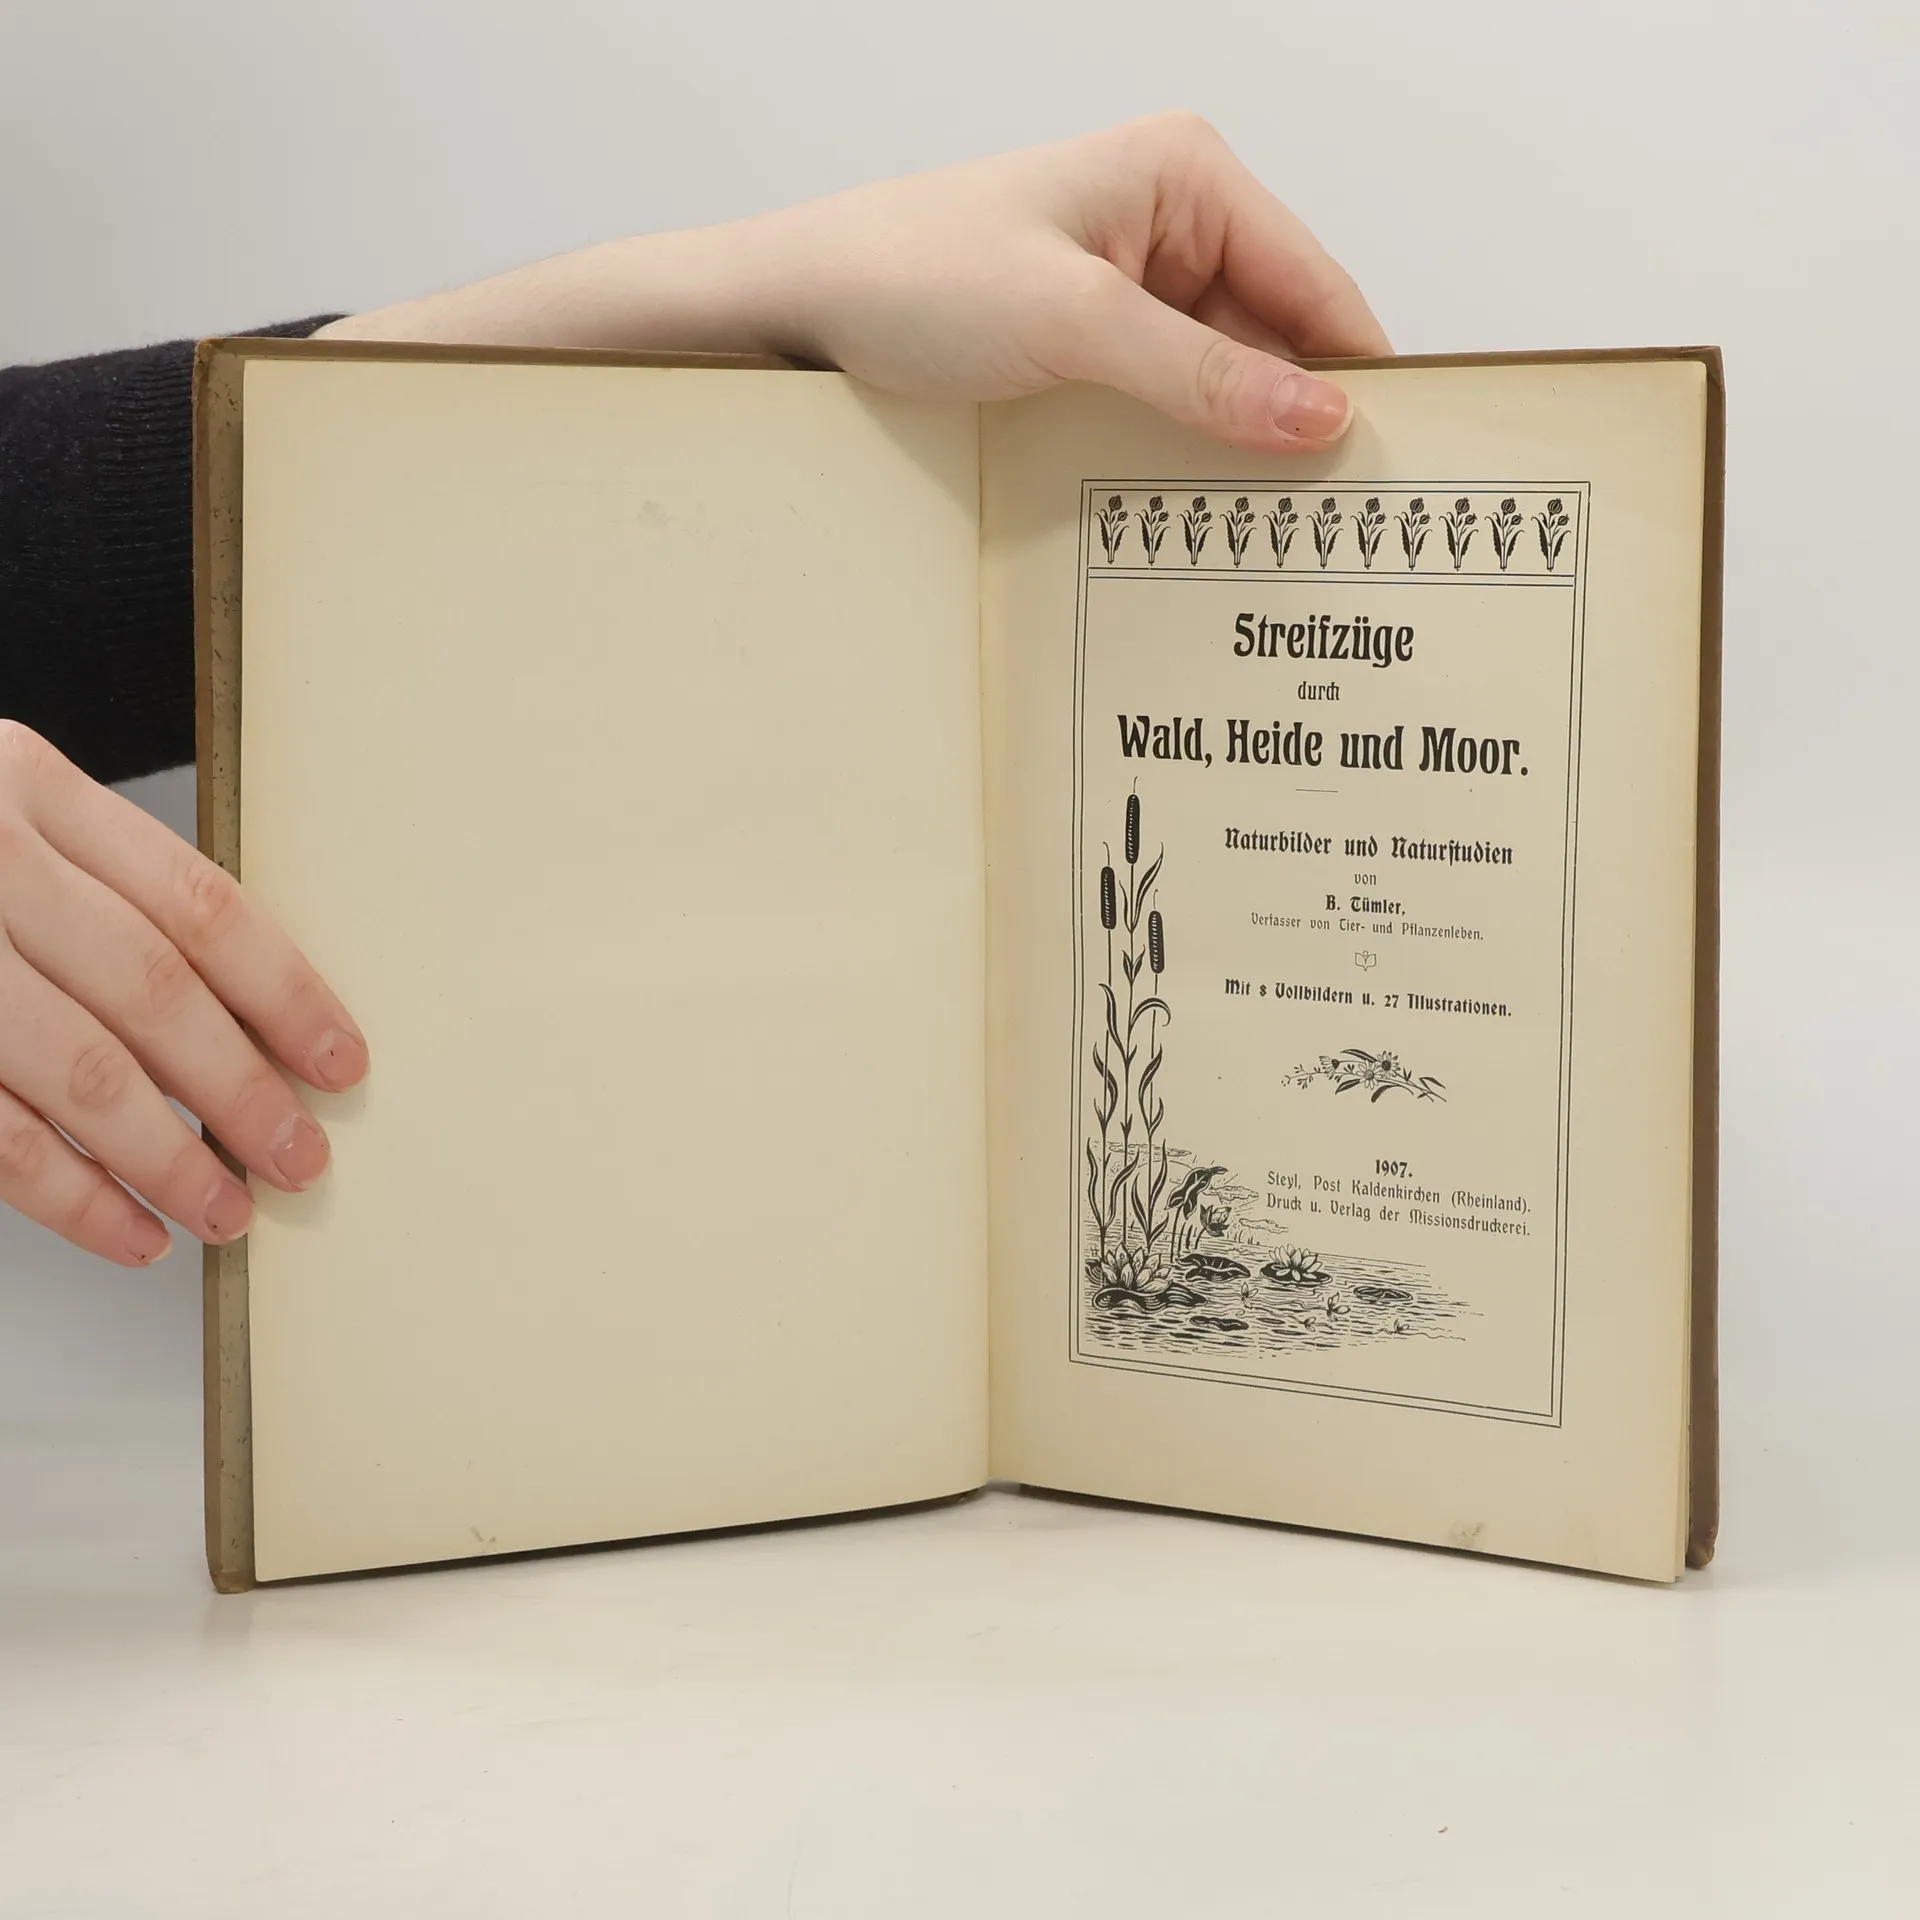 Streifzüge
durch
Wald, Heide und Moor.
Naturbilder und Naturſtudien
von
B. Tümler,
Verfasser von Tier- und Pflanzenleben.
Mit 8 Vollbildern u. 27 Illustrationen.
1907.
Steyl, Post Kaldenkirchen (Rheinland).
Druck u. Verlag der Missionsdruckerei.